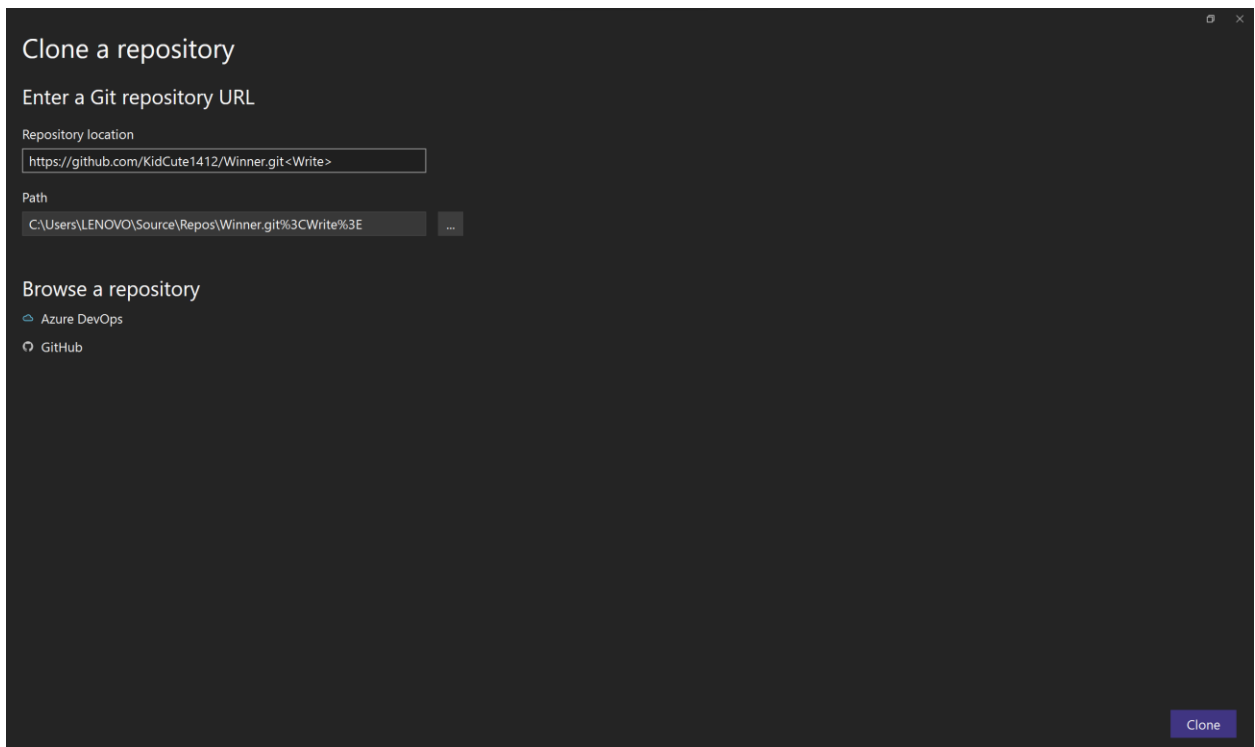 Clone a repository
Enter a Git repository URL
Repository location
https://github.com/KidCute1412/Winner.git<Write>
Path
C:\Users\LENOVO\Source\Repos\Winner.git%3CWrite%3E
...
Browse a repository
Azure DevOps
GitHub
Clone